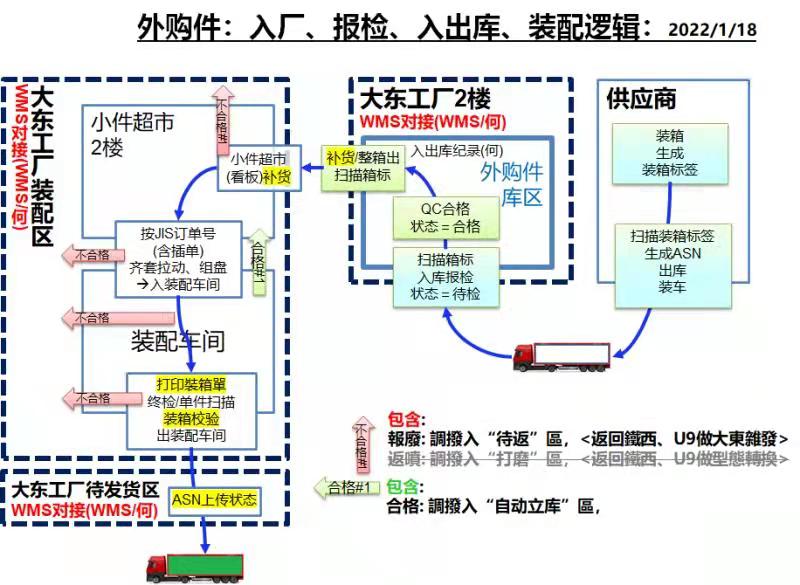 外购件：入厂、报检、入出库、装配逻辑：2022/1/18
大东工厂装配区
WMS对接(WMS/何)
小件超市
2楼
不合格#1
小件超市
(看板)补货
按JIS订单号
(含插单)
齐套拉动、组盘
→入装配车间
不合格
合格#1
不合格
装配车间
不合格
打印裝箱單
终检/单件扫描
装箱校验
出装配车间
大东工厂待发货区
WMS对接(WMS/何)
ASN上传状态
大东工厂2楼
WMS对接(WMS/何)
补货/整箱出
扫描箱标
入出库纪录(何)
外购件
库区
QC合格
状态 = 合格
扫描箱标
入库报检
状态 = 待检
供应商
装箱
生成
装箱标签
扫描装箱标签
生成ASN
出库
装车
不合格#1
包含:
報廢: 調撥入“待返”區，<返回鐵西、U9做大東雜發>
返噴: 調撥入“打磨”區，<返回鐵西、U9做型態轉換>
合格#1
包含:
合格: 調撥入“自动立库”區，